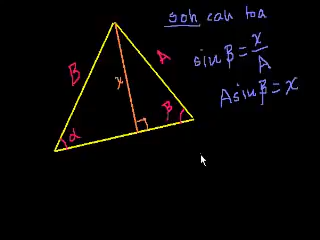 soh cah toa
sin β = x/A
A sin β = x
B
A
x
β
α